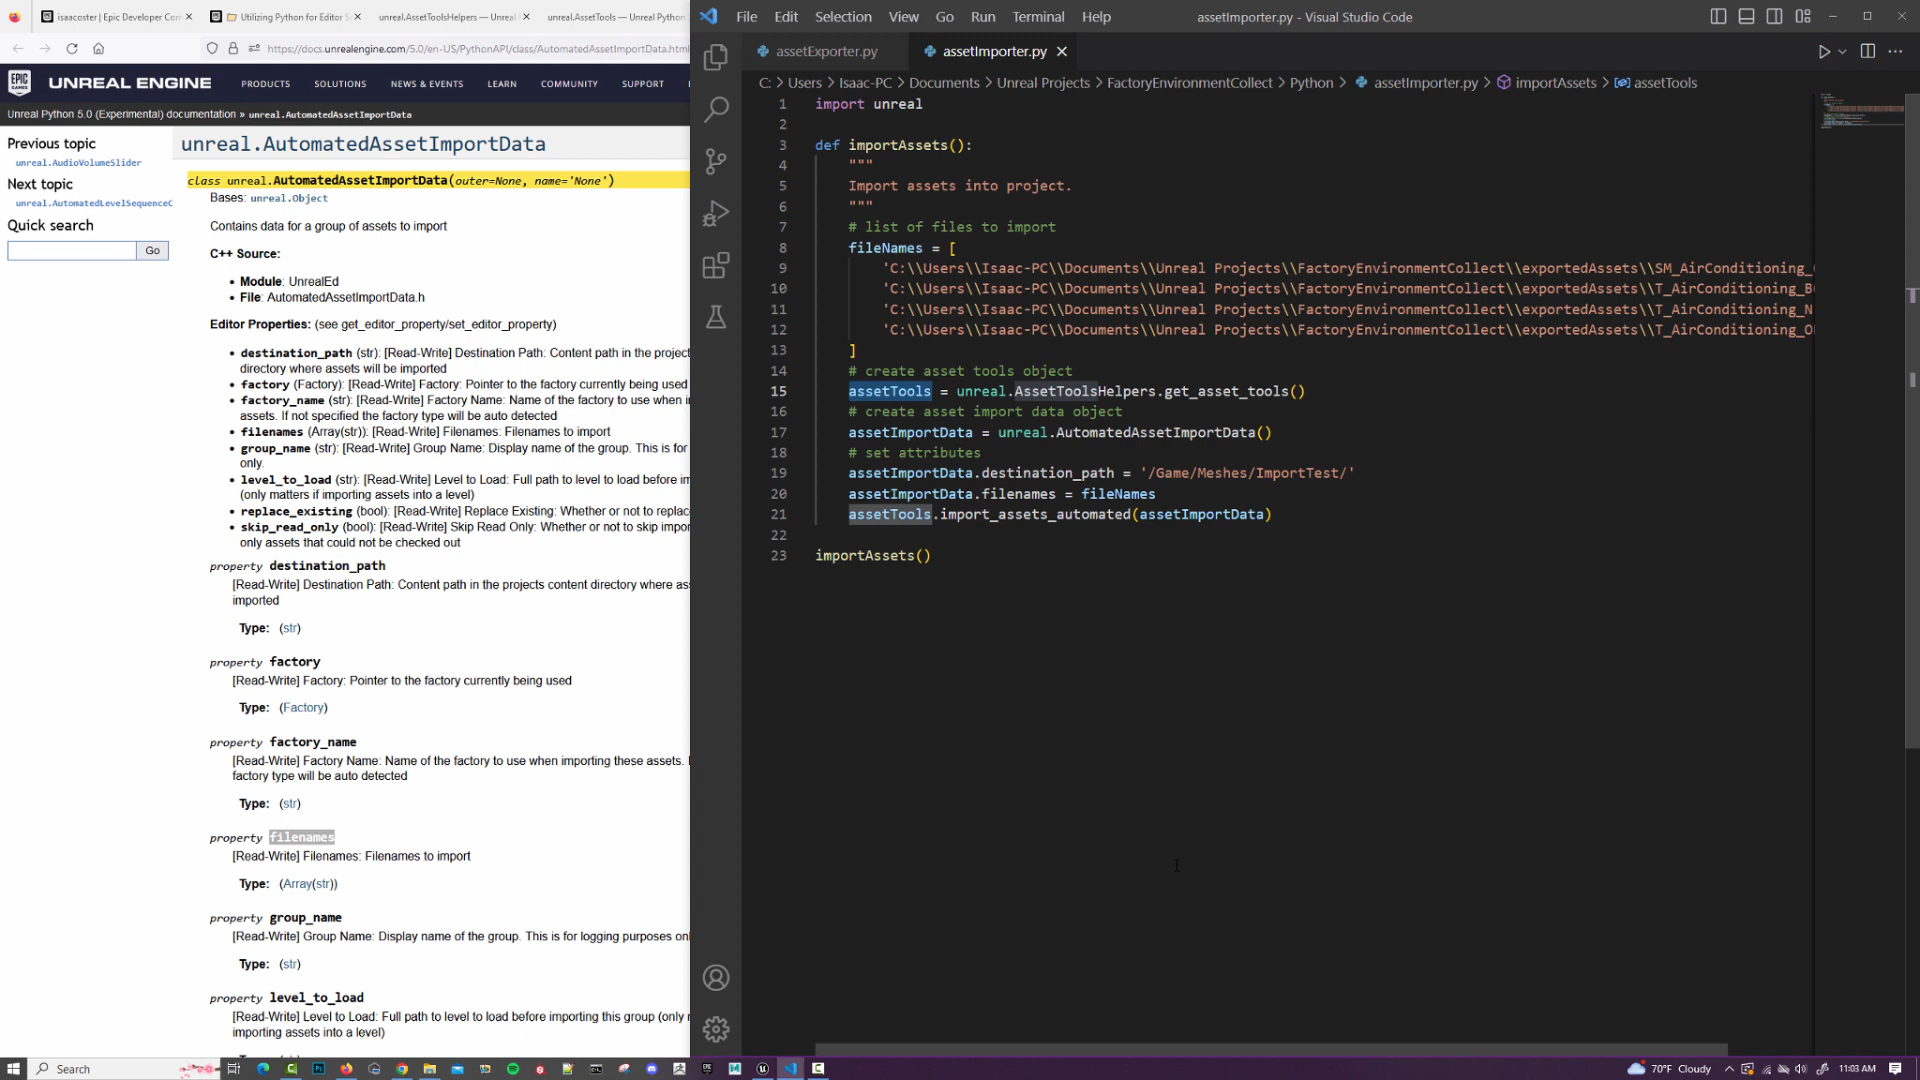 isaacoster | Epic Developer Com
Utilizing Python for Editor S
unreal.AssetToolsHelpers — Unreal P
unreal.AssetTools — Unreal Python
https://docs.unrealengine.com/5.0/en-US/PythonAPI/class/AutomatedAssetImportData.html
EPIC GAMES
UNREAL ENGINE
PRODUCTS
SOLUTIONS
NEWS & EVENTS
LEARN
COMMUNITY
SUPPORT
Unreal Python 5.0 (Experimental) documentation » unreal.AutomatedAssetImportData
Previous topic
unreal.AudioVolumeSlider
Next topic
unreal.AutomatedLevelSequenceC
Quick search
Go
unreal.AutomatedAssetImportData
class unreal.AutomatedAssetImportData(outer=None, name='None')
Bases: unreal.Object
Contains data for a group of assets to import
C++ Source:
• Module: UnrealEd
• File: AutomatedAssetImportData.h
Editor Properties: (see get_editor_property/set_editor_property)
• destination_path (str): [Read-Write] Destination Path: Content path in the project
directory where assets will be imported
• factory (Factory): [Read-Write] Factory: Pointer to the factory currently being used
• factory_name (str): [Read-Write] Factory Name: Name of the factory to use when i
assets. If not specified the factory type will be auto detected
• filenames (Array(str)): [Read-Write] Filenames: Filenames to import
• group_name (str): [Read-Write] Group Name: Display name of the group. This is for
only.
• level_to_load (str): [Read-Write] Level to Load: Full path to level to load before im
(only matters if importing assets into a level)
• replace_existing (bool): [Read-Write] Replace Existing: Whether or not to replac
• skip_read_only (bool): [Read-Write] Skip Read Only: Whether or not to skip impor
only assets that could not be checked out
property destination_path
[Read-Write] Destination Path: Content path in the projects content directory where ass
imported
Type: (str)
property factory
[Read-Write] Factory: Pointer to the factory currently being used
Type: (Factory)
property factory_name
[Read-Write] Factory Name: Name of the factory to use when importing these assets. I
factory type will be auto detected
Type: (str)
property filenames
[Read-Write] Filenames: Filenames to import
Type: (Array(str))
property group_name
[Read-Write] Group Name: Display name of the group. This is for logging purposes onl
Type: (str)
property level_to_load
[Read-Write] Level to Load: Full path to level to load before importing this group (only m
importing assets into a level)
File Edit Selection View Go Run Terminal Help
assetImporter.py - Visual Studio Code
assetExporter.py
assetImporter.py
C: > Users > Isaac-PC > Documents > Unreal Projects > FactoryEnvironmentCollect > Python > assetImporter.py > importAssets > assetTools
1 import unreal
2
3 def importAssets():
4 """
5 Import assets into project.
6 """
7 # list of files to import
8 fileNames = [
9 'C:\\Users\\Isaac-PC\\Documents\\Unreal Projects\\FactoryEnvironmentCollect\\exportedAssets\\SM_AirConditioning_
10 'C:\\Users\\Isaac-PC\\Documents\\Unreal Projects\\FactoryEnvironmentCollect\\exportedAssets\\T_AirConditioning_B
11 'C:\\Users\\Isaac-PC\\Documents\\Unreal Projects\\FactoryEnvironmentCollect\\exportedAssets\\T_AirConditioning_N
12 'C:\\Users\\Isaac-PC\\Documents\\Unreal Projects\\FactoryEnvironmentCollect\\exportedAssets\\T_AirConditioning_O
13 ]
14 # create asset tools object
15 assetTools = unreal.AssetToolsHelpers.get_asset_tools()
16 # create asset import data object
17 assetImportData = unreal.AutomatedAssetImportData()
18 # set attributes
19 assetImportData.destination_path = '/Game/Meshes/ImportTest/'
20 assetImportData.filenames = fileNames
21 assetTools.import_assets_automated(assetImportData)
22
23 importAssets()
Search
70°F Cloudy
11:03 AM